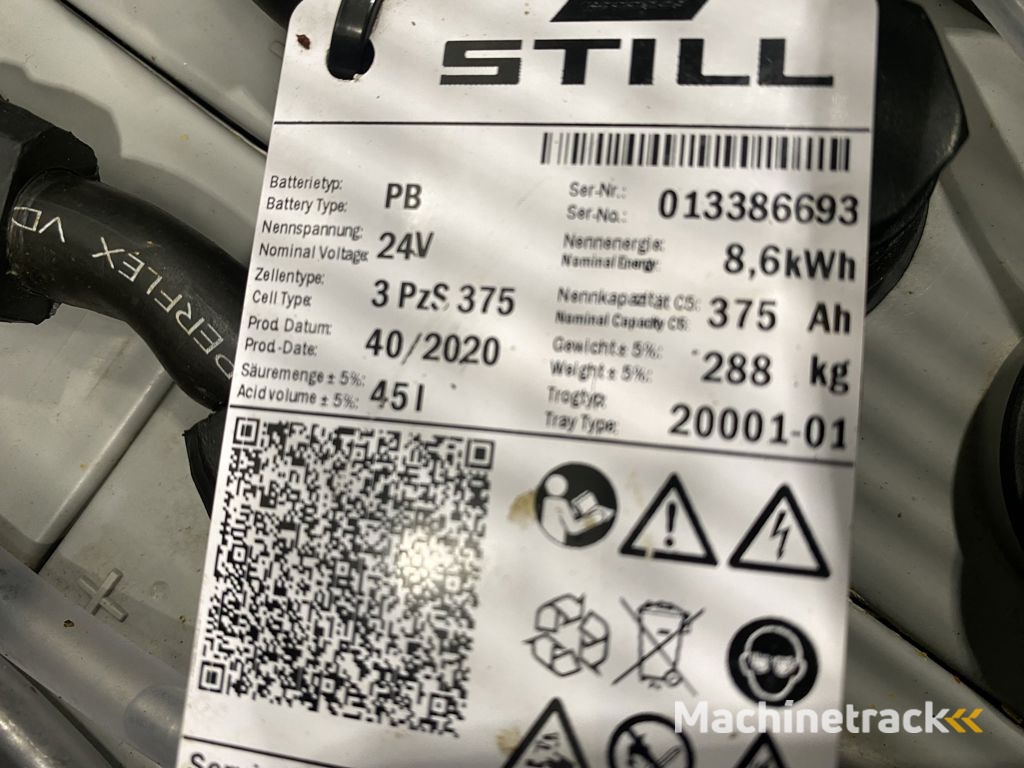 STILL
Batterietyp:
Battery Type: PB
Nennspannung:
Nominal Voltage: 24V
Zellentype:
Cell Type: 3 PzS 375
Prod. Datum:
Prod.-Date: 40/2020
Säuremenge ± 5%:
Acid volume ± 5%: 45 l
Ser-Nr.:
Ser-No.: 013386693
Nennenergie:
Nominal Energy: 8,6kWh
Nennkapazität C5:
Nominal Capacity C5: 375 Ah
Gewicht ± 5%:
Weight ± 5%: 288 kg
Trogtyp:
Tray Type: 20001-01
VD
PERFLEX
+
Machinetrack